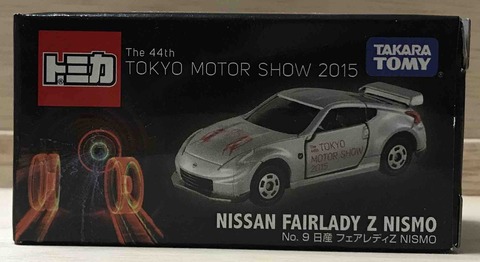 トミカ
The 44th
TOKYO MOTOR SHOW 2015
TAKARA
TOMY
TOKYO
MOTOR SHOW
2015
NISSAN FAIRLADY Z NISMO
No. 9 日産 フェアレディZ NISMO